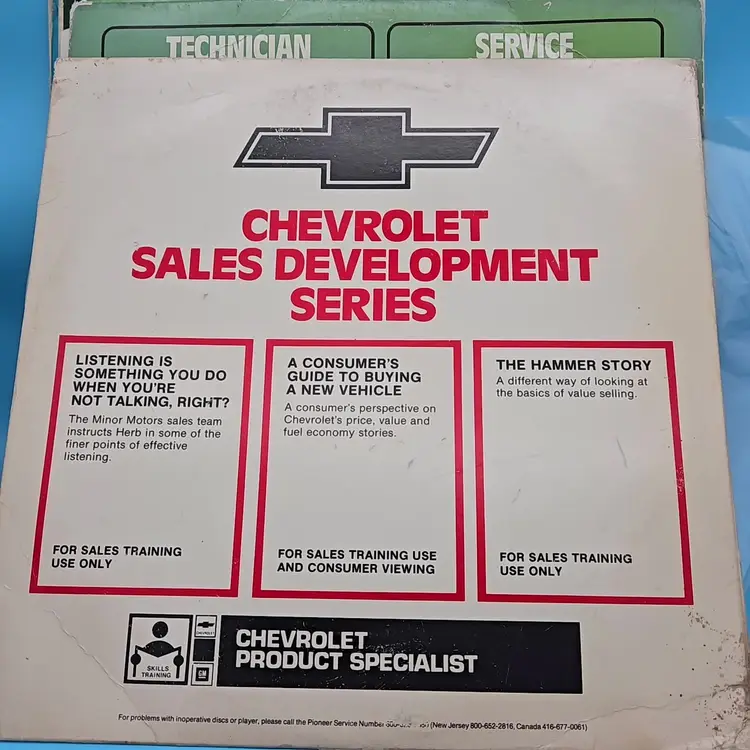 TECHNICIAN
SERVICE
CHEVROLET
SALES DEVELOPMENT
SERIES
LISTENING IS
SOMETHING YOU DO
WHEN YOU'RE
NOT TALKING, RIGHT?
The Minor Motors sales team
instructs Herb in some of the
finer points of effective
listening.
FOR SALES TRAINING
USE ONLY
A CONSUMER'S
GUIDE TO BUYING
A NEW VEHICLE
A consumer's perspective on
Chevrolet's price, value and
fuel economy stories.
FOR SALES TRAINING USE
AND CONSUMER VIEWING
THE HAMMER STORY
A different way of looking at
the basics of value selling.
FOR SALES TRAINING
USE ONLY
SKILLS
TRAINING
CHEVROLET
GM
CHEVROLET
PRODUCT SPECIALIST
For problems with inoperative discs or player, please call the Pioneer Service Number (New Jersey 800-652-2816, Canada 416-677-0061)